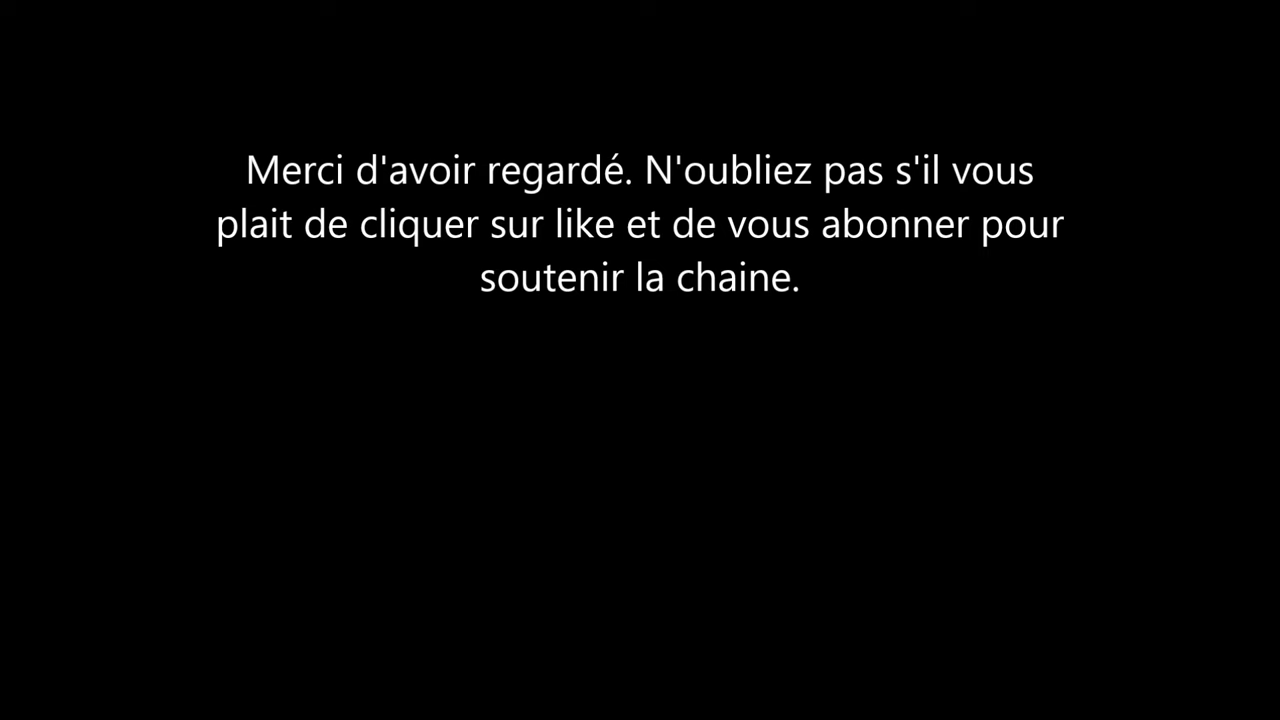 Merci d'avoir regardé. N'oubliez pas s'il vous
plait de cliquer sur like et de vous abonner pour
soutenir la chaine.